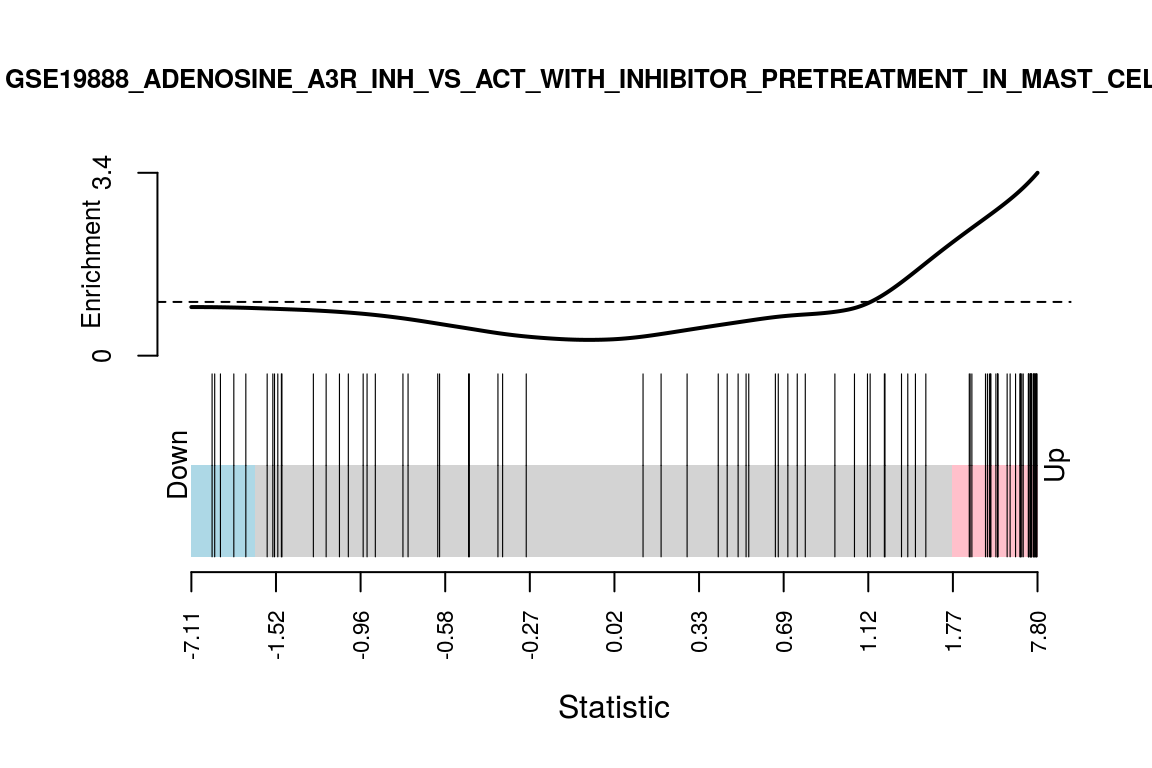 GSE19888_ADENOSINE_A3R_INH_VS_ACT_WITH_INHIBITOR_PRETREATMENT_IN_MAST_CEL
3.4
Enrichment
0
Down
Up
-7.11 -1.52 -0.96 -0.58 -0.27 0.02 0.33 0.69 1.12 1.77 7.80
Statistic